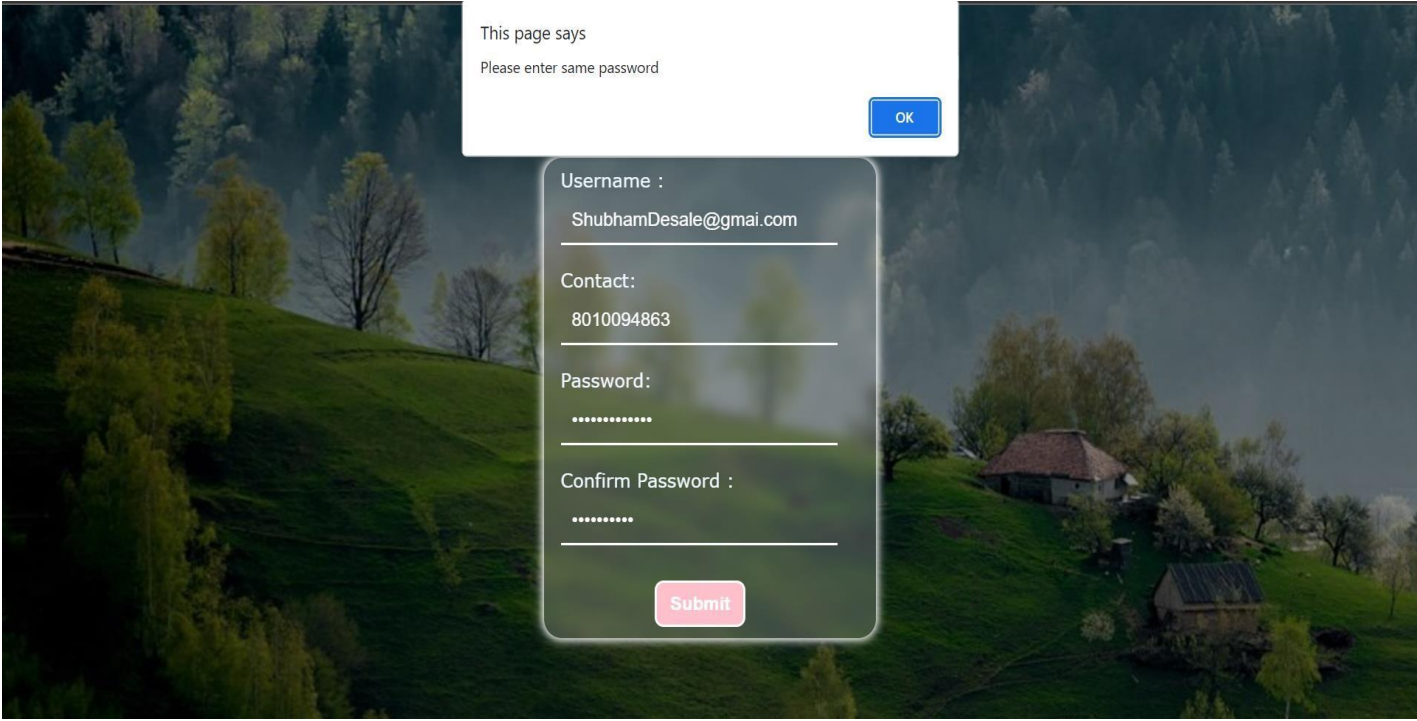 This page says
Please enter same password
OK
Username :
ShubhamDesale@gmai.com
Contact:
8010094863
Password:
•••••••••••••
Confirm Password :
••••••••••
Submit